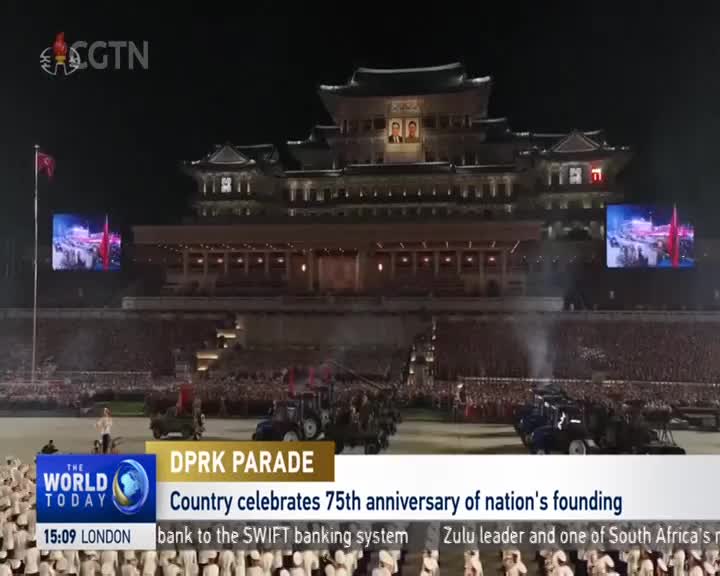 CGTN
DPRK PARADE
THE
WORLD
TODAY
Country celebrates 75th anniversary of nation's founding
15:09 LONDON
bank to the SWIFT banking system Zulu leader and one of South Africa's